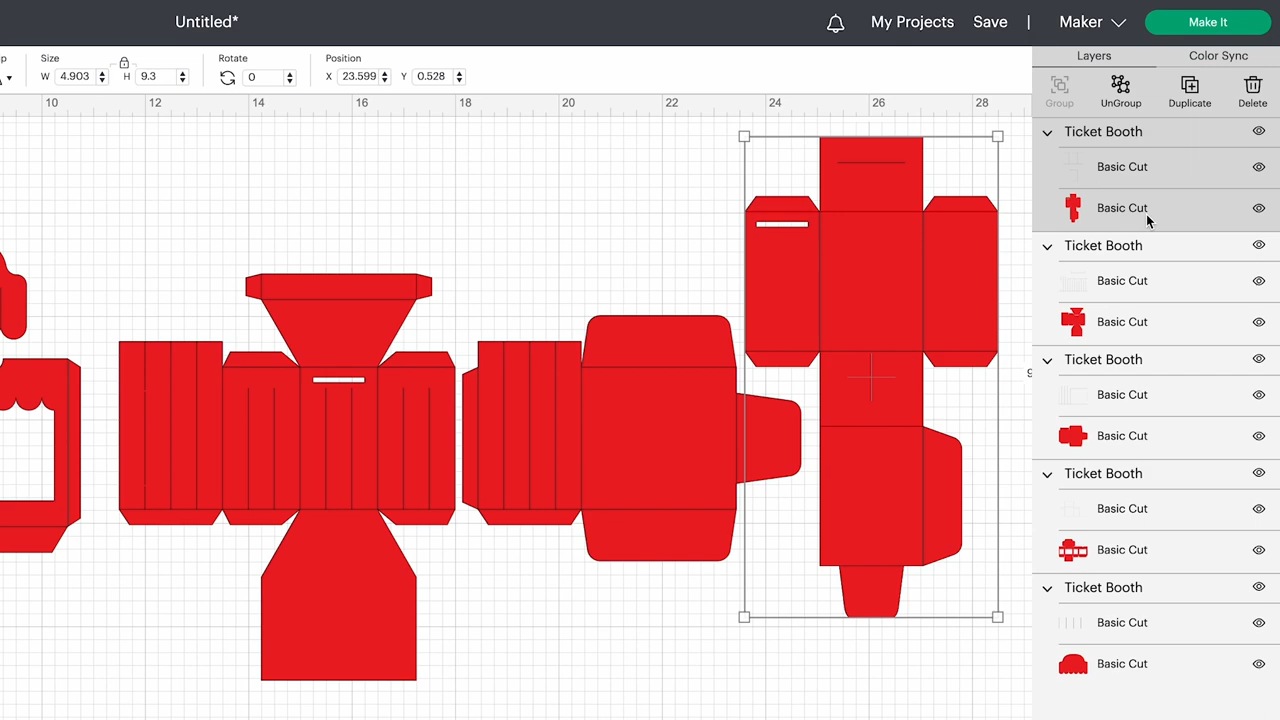 Untitled*
My Projects Save | Maker Make It
Size
W 4.903 H 9.3
Rotate
0
Position
X 23.599 Y 0.528
Layers Color Sync
Group UnGroup Duplicate Delete
10 12 14 16 18 20 22 24 26 28
Ticket Booth
Basic Cut
Basic Cut
Ticket Booth
Basic Cut
Basic Cut
Ticket Booth
Basic Cut
Basic Cut
Ticket Booth
Basic Cut
Basic Cut
Ticket Booth
Basic Cut
Basic Cut